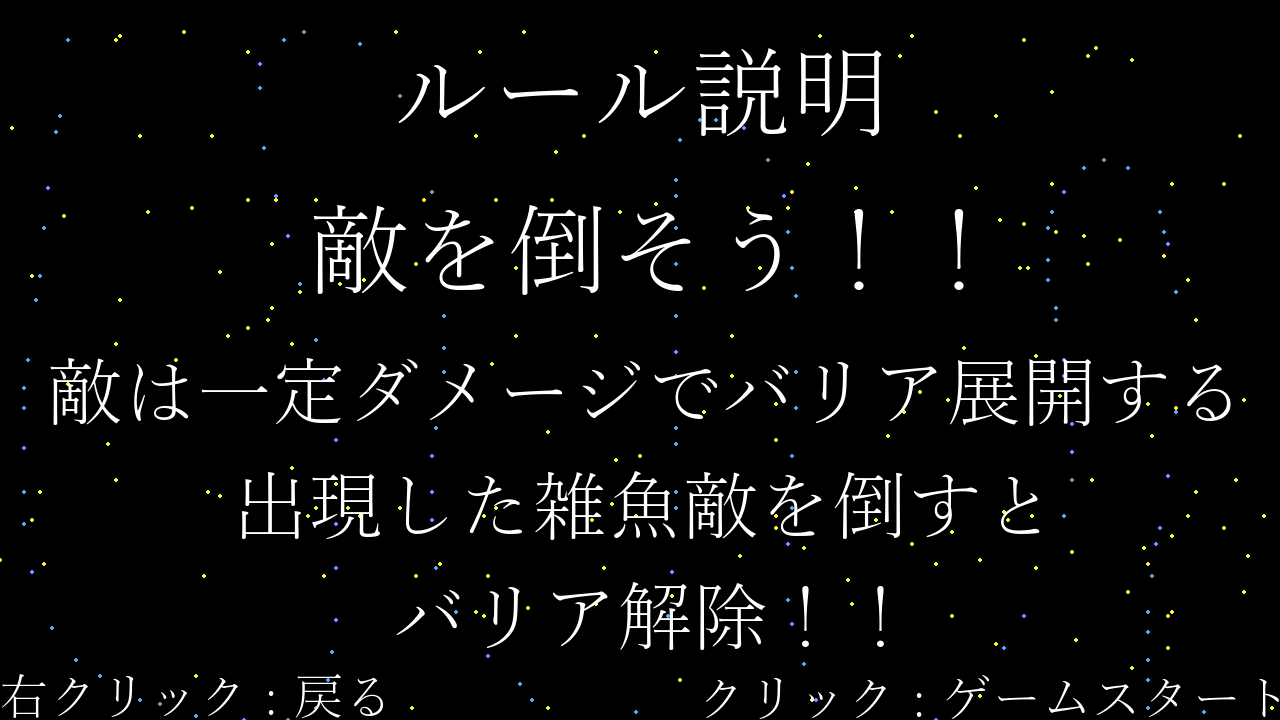 ルール説明
敵を倒そう！！
敵は一定ダメージでバリア展開する
出現した雑魚敵を倒すと
バリア解除！！
右クリック：戻る
クリック：ゲームスタート